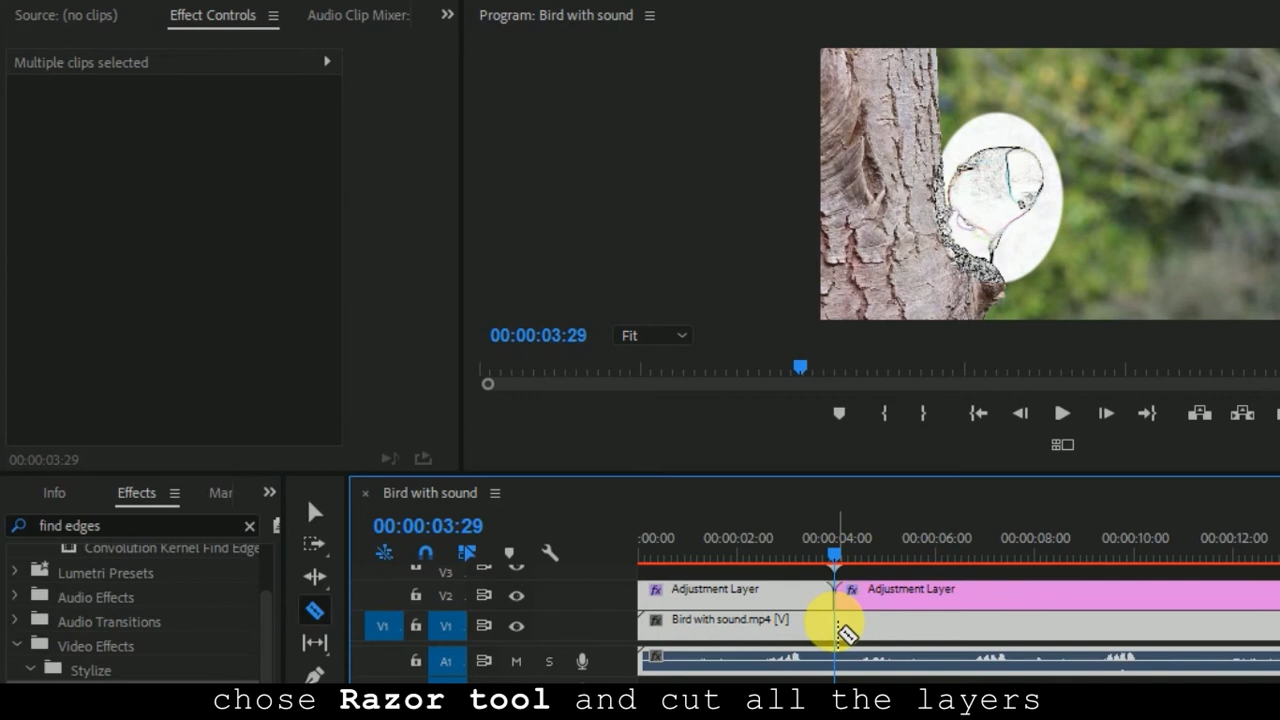 Source: (no clips)
Effect Controls
Audio Clip Mixer:
Program: Bird with sound
Multiple clips selected
00:00:03:29
Fit
00:00:03:29
Info
Effects
Mar
find edges
Convolution Kernel Find Edge
Lumetri Presets
Audio Effects
Audio Transitions
Video Effects
Stylize
Bird with sound
00:00:03:29
:00:00
00:00:02:00
00:00:04:00
00:00:06:00
00:00:08:00
00:00:10:00
00:00:12:00
V3
V2
Adjustment Layer
Adjustment Layer
V1
V1
Bird with sound.mp4 [V]
A1
M
S
chose Razor tool and cut all the layers